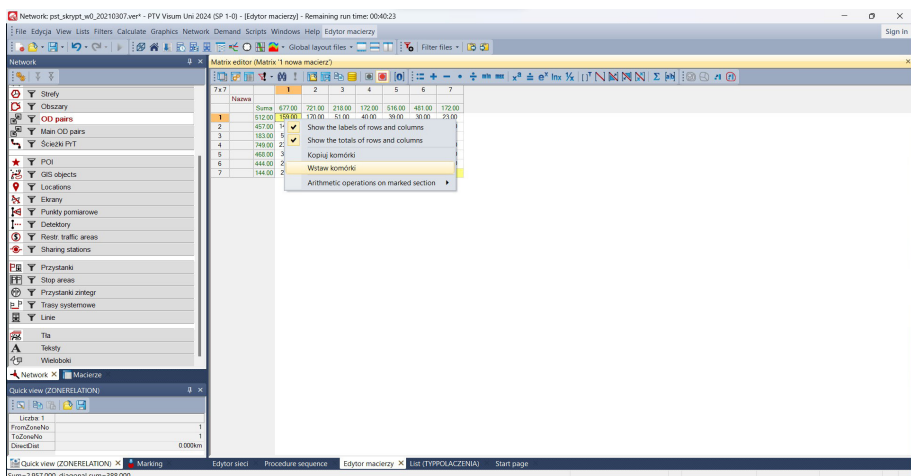 Network: pst_skrypt_w0_20210307.ver* - PTV Visum Uni 2024 (SP 1-0) - [Edytor macierzy] - Remaining run time: 00:40:23
File Edycja View Lists Filters Calculate Graphics Network Demand Scripts Windows Help Edytor macierzy Sign in
Global layout files Filter files
Network
Matrix editor (Matrix '1 nowa macierz')
Strefy
Obszary
OD pairs
Main OD pairs
Ścieżki PrT
POI
GIS objects
Locations
Ekrany
Punkty pomiarowe
Detektory
Restr. traffic areas
Sharing stations
Przystanki
Stop areas
Przystanki zintegr
Trasy systemowe
Linie
Tła
Teksty
Wieloboki
Network Macierze
7 x 7 1 2 3 4 5 6 7
Nazwa
Suma 677.00 721.00 218.00 172.00 516.00 481.00 172.00
1 512.00 159.00 170.00 51.00 40.00 39.00 30.00 23.00
2 457.00
3 183.00
4 749.00
5 468.00
6 444.00
7 144.00
Show the labels of rows and columns
Show the totals of rows and columns
Kopiuj komórki
Wstaw komórki
Arithmetic operations on marked section
Quick view (ZONERELATION)
Liczba: 1
FromZoneNo 1
ToZoneNo 1
DirectDist 0.000km
Quick view (ZONERELATION) Marking
Edytor sieci Procedure sequence Edytor macierzy List (TYPPOLACZENIA) Start page